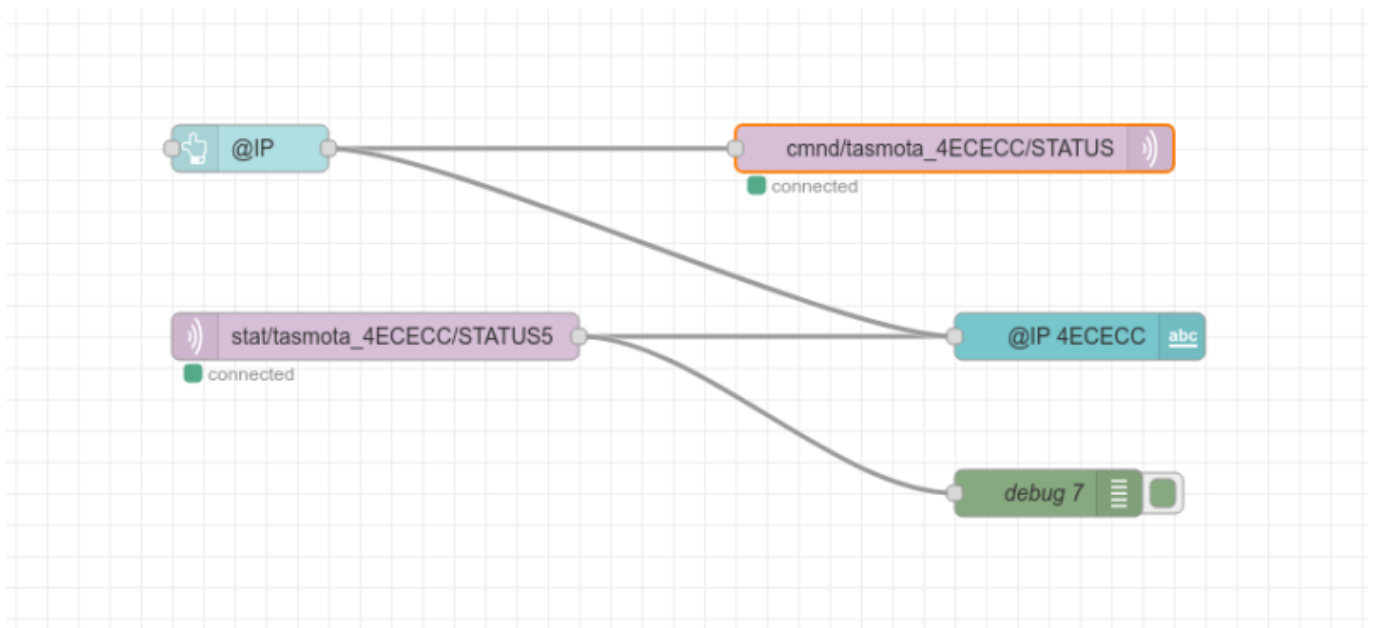 @IP
cmnd/tasmota_4ECECC/STATUS
connected
stat/tasmota_4ECECC/STATUS5
connected
@IP 4ECECC
abc
debug 7